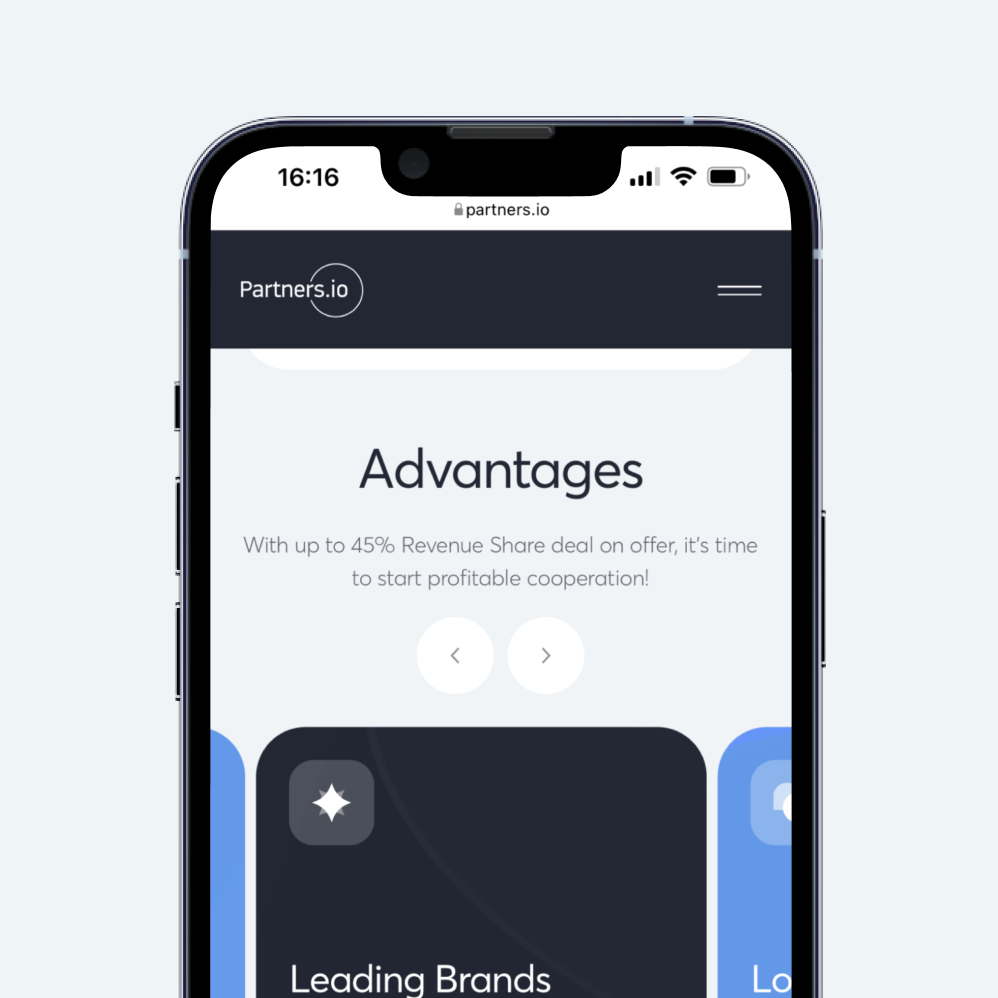 16:16
partners.io
Partners.io
Advantages
With up to 45% Revenue Share deal on offer, it's time
to start profitable cooperation!
Leading Brands
Lo